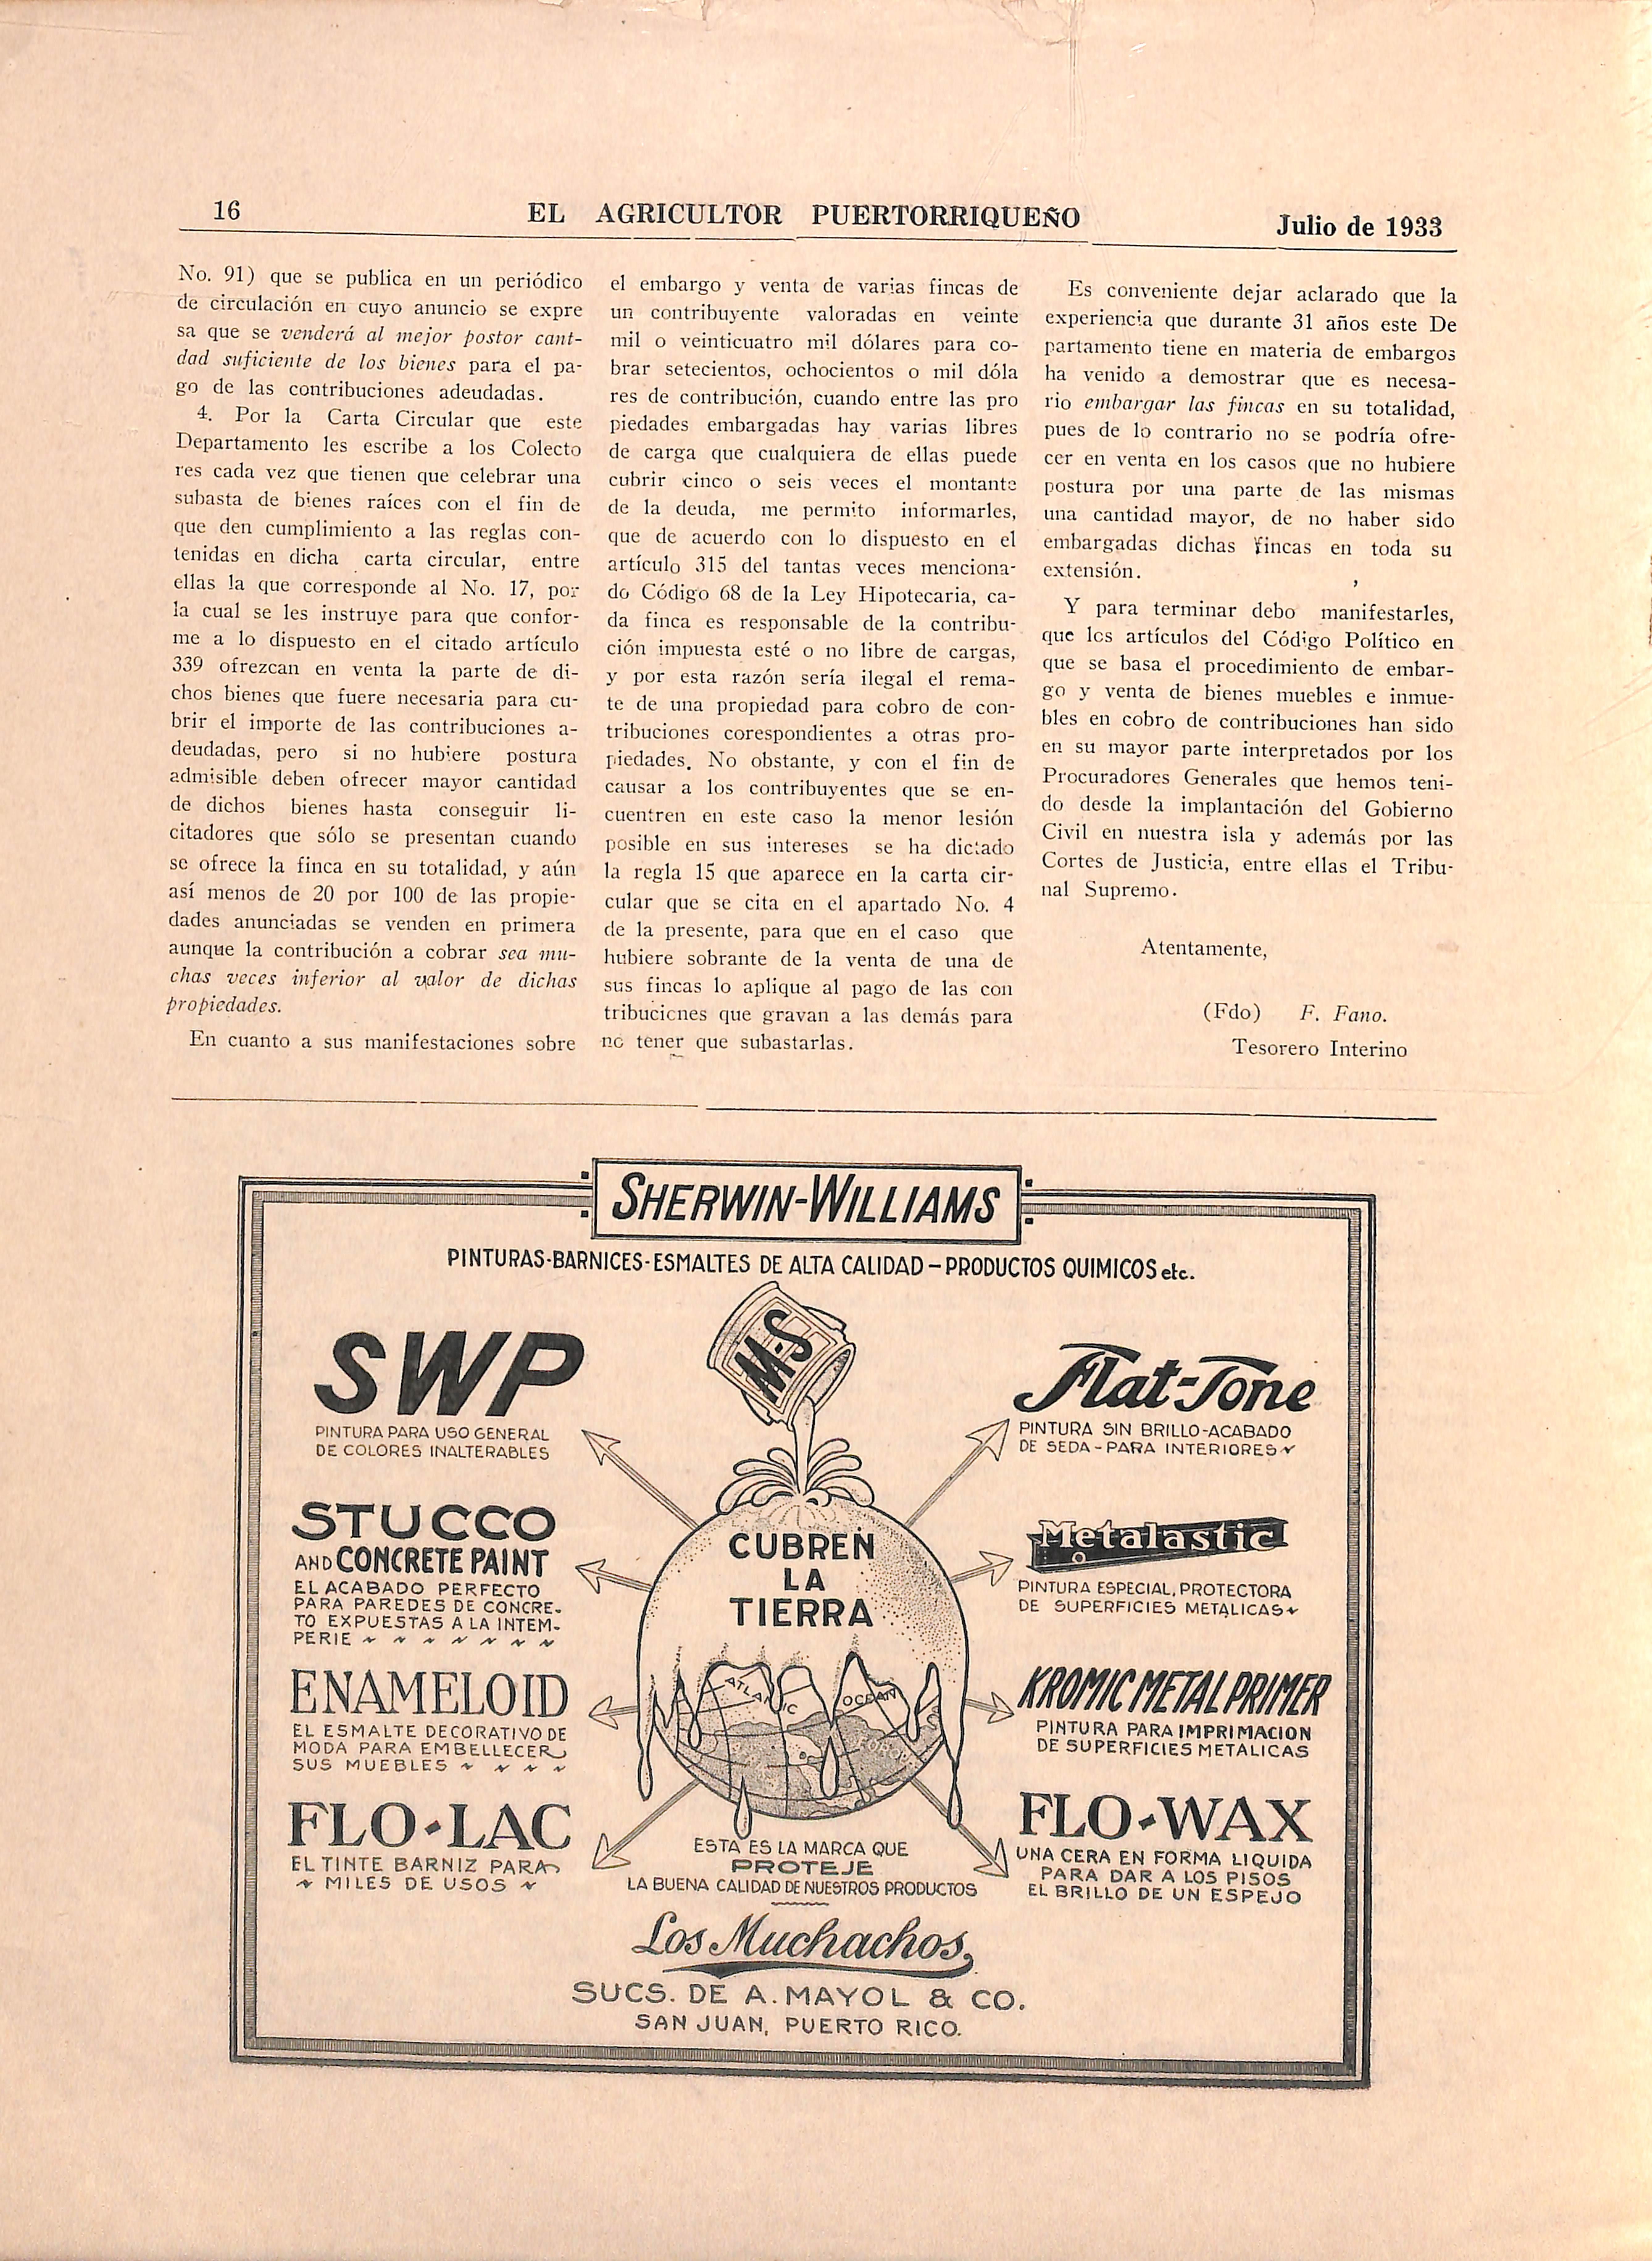 16
EL AGRICULTOR PUERTORRIQUEÑO
Julio de 1933
No. 91) que se publica en un periódico
de circulación en cuyo anuncio se expre
sa que se venderá al mejor postor cant-
dad suficiente de los bienes para el pa-
go de las contribuciones adeudadas.
4. Por la Carta Circular que este
Departamento les escribe a los Colecto
res cada vez que tienen que celebrar una
subasta de bienes raíces con el fin de
que den cumplimiento a las reglas con-
tenidas en dicha carta circular, entre
ellas la que corresponde al No. 17, por
la cual se les instruye para que confor-
me a lo dispuesto en el citado artículo
339 ofrezcan en venta la parte de di-
chos bienes que fuere necesaria para cu-
brir el importe de las contribuciones a-
deudadas, pero si no hubiere postura
admisible deben ofrecer mayor cantidad
de dichos bienes hasta conseguir li-
citadores que sólo se presentan cuando
se ofrece la finca en su totalidad, y aún
así menos de 20 por 100 de las propie-
dades anunciadas se venden en primera
aunque la contribución a cobrar sea mu-
chas veces inferior al valor de dichas
propiedades.
En cuanto a sus manifestaciones sobre
el embargo y venta de varias fincas de
un contribuyente valoradas en veinte
mil o veinticuatro mil dólares para co-
brar setecientos, ochocientos o mil dóla
res de contribución, cuando entre las pro
piedades embargadas hay varias libres
de carga que cualquiera de ellas puede
cubrir cinco o seis veces el montante
de la deuda, me permito informarles,
que de acuerdo con lo dispuesto en el
artículo 315 del tantas veces menciona-
do Código 68 de la Ley Hipotecaria, ca-
da finca es responsable de la contribu-
ción impuesta esté o no libre de cargas,
y por esta razón sería ilegal el rema-
te de una propiedad para cobro de con-
tribuciones corespondientes a otras pro-
piedades. No obstante, y con el fin de
causar a los contribuyentes que se en-
cuentren en este caso la menor lesión
posible en sus intereses se ha dictado
la regla 15 que aparece en la carta cir-
cular que se cita en el apartado No. 4
de la presente, para que en el caso que
hubiere sobrante de la venta de una de
sus fincas lo aplique al pago de las con
tribuciones que gravan a las demás para
no tener que subastarlas.
Es conveniente dejar aclarado que la
experiencia que durante 31 años este De
partamento tiene en materia de embargos
ha venido a demostrar que es necesa-
rio embargar las fincas en su totalidad,
pues de lo contrario no se podría ofre-
cer en venta en los casos que no hubiere
postura por una parte de las mismas
una cantidad mayor, de no haber sido
embargadas dichas fincas en toda su
extensión.
Y para terminar debo manifestarles,
que los artículos del Código Político en
que se basa el procedimiento de embar-
go y venta de bienes muebles e inmue-
bles en cobro de contribuciones han sido
en su mayor parte interpretados por los
Procuradores Generales que hemos teni-
do desde la implantación del Gobierno
Civil en nuestra isla y además por las
Cortes de Justicia, entre ellas el Tribu-
nal Supremo.
Atentamente,
(Fdo) F. Fano.
Tesorero Interino
SHERWIN-WILLIAMS
PINTURAS-BARNICES-ESMALTES DE ALTA CALIDAD – PRODUCTOS QUIMICOS etc.
M-S
SWP
PINTURA PARA USO GENERAL
DE COLORES INALTERABLES
STUCCO
AND CONCRETE PAINT
EL ACABADO PERFECTO
PARA PAREDES DE CONCRE-
TO EXPUESTAS A LA INTEM-
PERIE
ENAMELOID
EL ESMALTE DECORATIVO DE
MODA PARA EMBELLECER
SUS MUEBLES
FLO-LAC
EL TINTE BARNIZ PARA
MILES DE USOS
CUBREN
LA
TIERRA
ATLANTIC
OCEAN
EUROPE
Flat-Tone
PINTURA SIN BRILLO-ACABADO
DE SEDA-PARA INTERIORES
Metalastic
PINTURA ESPECIAL, PROTECTORA
DE SUPERFICIES METALICAS
KROMIC METAL PRIMER
PINTURA PARA IMPRIMACION
DE SUPERFICIES METALICAS
FLO-WAX
UNA CERA EN FORMA LIQUIDA
PARA DAR A LOS PISOS
EL BRILLO DE UN ESPEJO
ESTA ES LA MARCA QUE
PROTEJE
LA BUENA CALIDAD DE NUESTROS PRODUCTOS
Los Muchachos,
SUCS. DE A. MAYOL & CO.
SAN JUAN, PUERTO RICO.